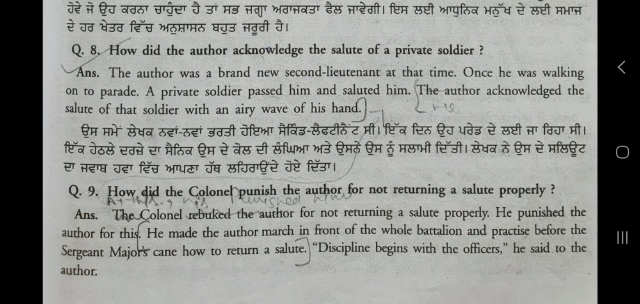 ਹੋਵੇ ਜੋ ਉਹ ਕਰਨਾ ਚਾਹੁੰਦਾ ਹੈ ਤਾਂ ਸਭ ਜਗ੍ਹਾ ਅਰਾਜਕਤਾ ਫੈਲ ਜਾਵੇਗੀ। ਇਸ ਲਈ ਆਧੁਨਿਕ ਮਨੁੱਖ ਦੇ ਲਈ ਸਮਾਜ
ਦੇ ਹਰ ਖੇਤਰ ਵਿੱਚ ਅਨੁਸ਼ਾਸਨ ਬਹੁਤ ਜਰੂਰੀ ਹੈ।
Q. 8. How did the author acknowledge the salute of a private soldier ?
Ans. The author was a brand new second-lieutenant at that time. Once he was walking
on to parade. A private soldier passed him and saluted him. The author acknowledged the
salute of that soldier with an airy wave of his hand.
He
ਉਸ ਸਮੇਂ ਲੇਖਕ ਨਵਾਂ-ਨਵਾਂ ਭਰਤੀ ਹੋਇਆ ਸੈਕਿੰਡ-ਲੈਫਟੀਨੈਂਟ ਸੀ। ਇੱਕ ਦਿਨ ਉਹ ਪਰੇਡ ਦੇ ਲਈ ਜਾ ਰਿਹਾ ਸੀ।
ਇੱਕ ਹੇਠਲੇ ਦਰਜੇ ਦਾ ਸੈਨਿਕ ਉਸ ਦੇ ਕੋਲ ਦੀ ਲੰਘਿਆ ਅਤੇ ਉਸਨੇ ਉਸ ਨੂੰ ਸਲਾਮੀ ਦਿੱਤੀ। ਲੇਖਕ ਨੇ ਉਸ ਦੇ ਸਲਿਊਟ
ਦਾ ਜਵਾਬ ਹਵਾ ਵਿੱਚ ਆਪਣਾ ਹੱਥ ਲਹਿਰਾਉਂਦੇ ਹੋਏ ਦਿੱਤਾ।
Q. 9. How did the Colonel punish the author for not returning a salute properly ?
punished him
Ans. The Colonel rebuked the author for not returning a salute properly. He punished the
author for this. He made the author march in front of the whole battalion and practise before the
Sergeant Major's cane how to return a salute. “Discipline begins with the officers,” he said to the
author.